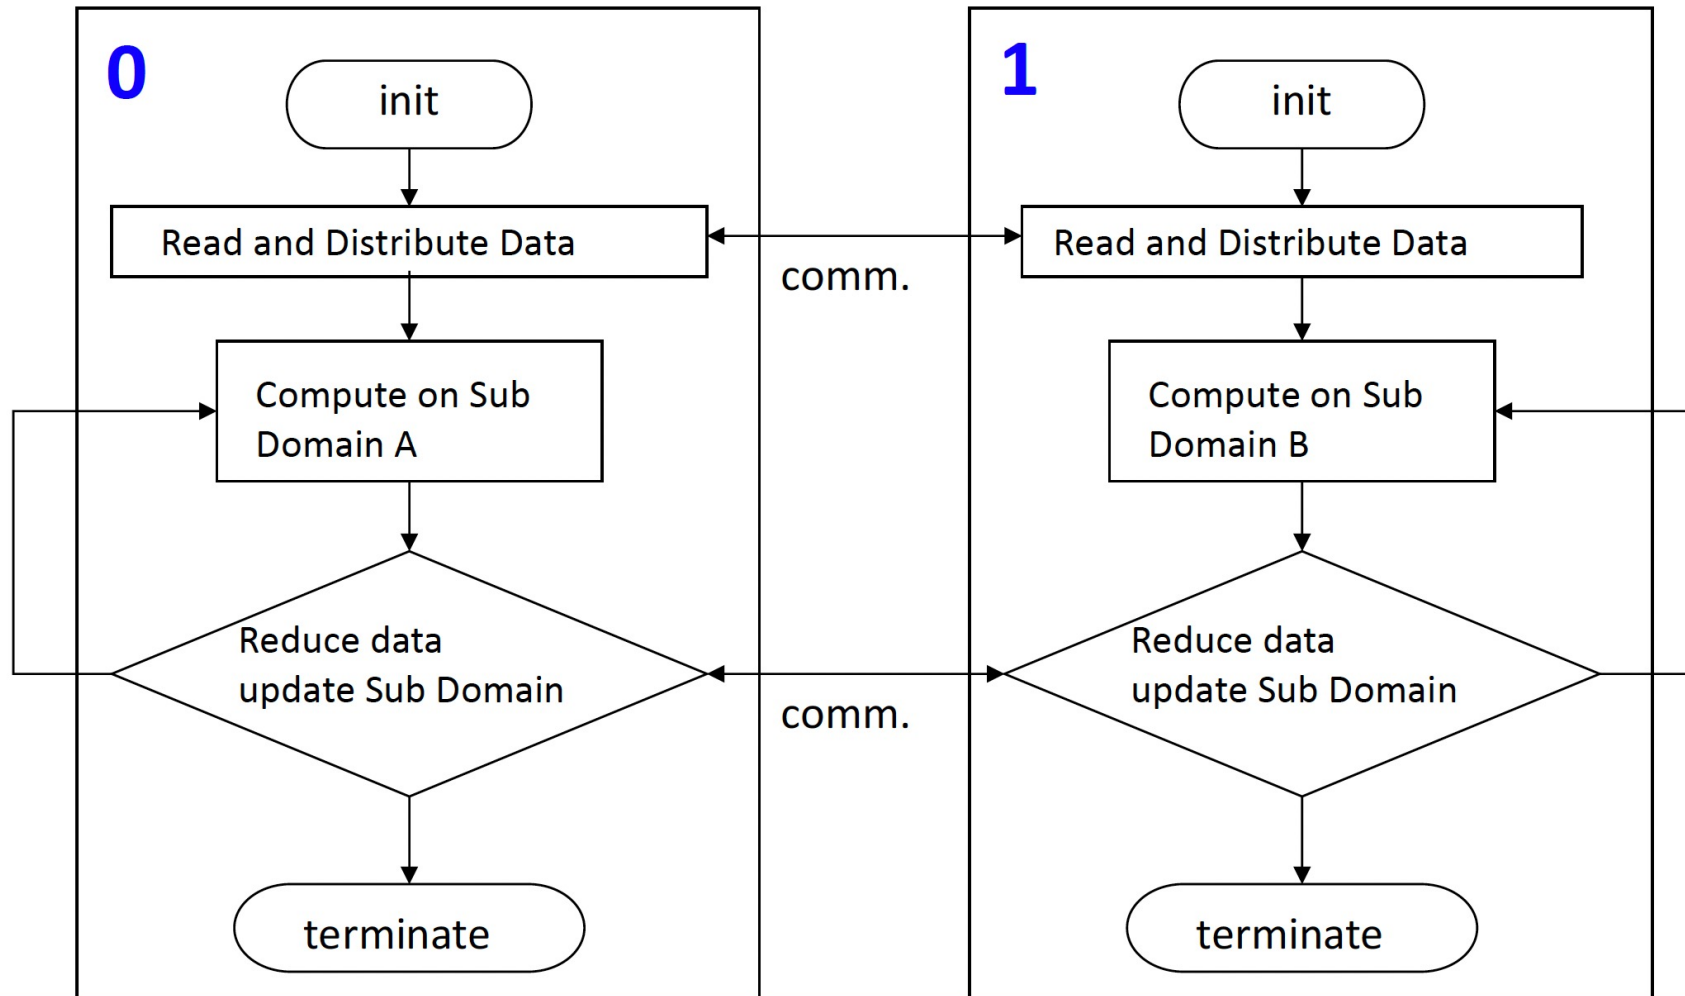 0
init
Read and Distribute Data
Compute on Sub
Domain A
Reduce data
update Sub Domain
terminate
comm.
comm.
1
init
Read and Distribute Data
Compute on Sub
Domain B
Reduce data
update Sub Domain
terminate